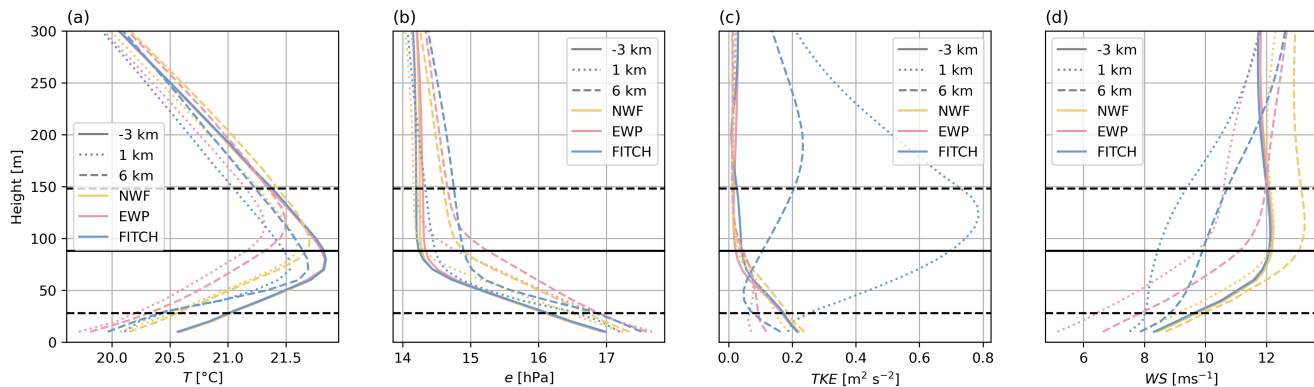 (a)
(b)
(c)
(d)
300
250
200
150
100
50
0
Height [m]
-3 km
1 km
6 km
NWF
EWP
FITCH
20.0 20.5 21.0 21.5
T [°C]
-3 km
1 km
6 km
NWF
EWP
FITCH
14 15 16 17
e [hPa]
-3 km
1 km
6 km
NWF
EWP
FITCH
0.0 0.2 0.4 0.6 0.8
TKE [m² s⁻²]
-3 km
1 km
6 km
NWF
EWP
FITCH
6 8 10 12
WS [ms⁻¹]